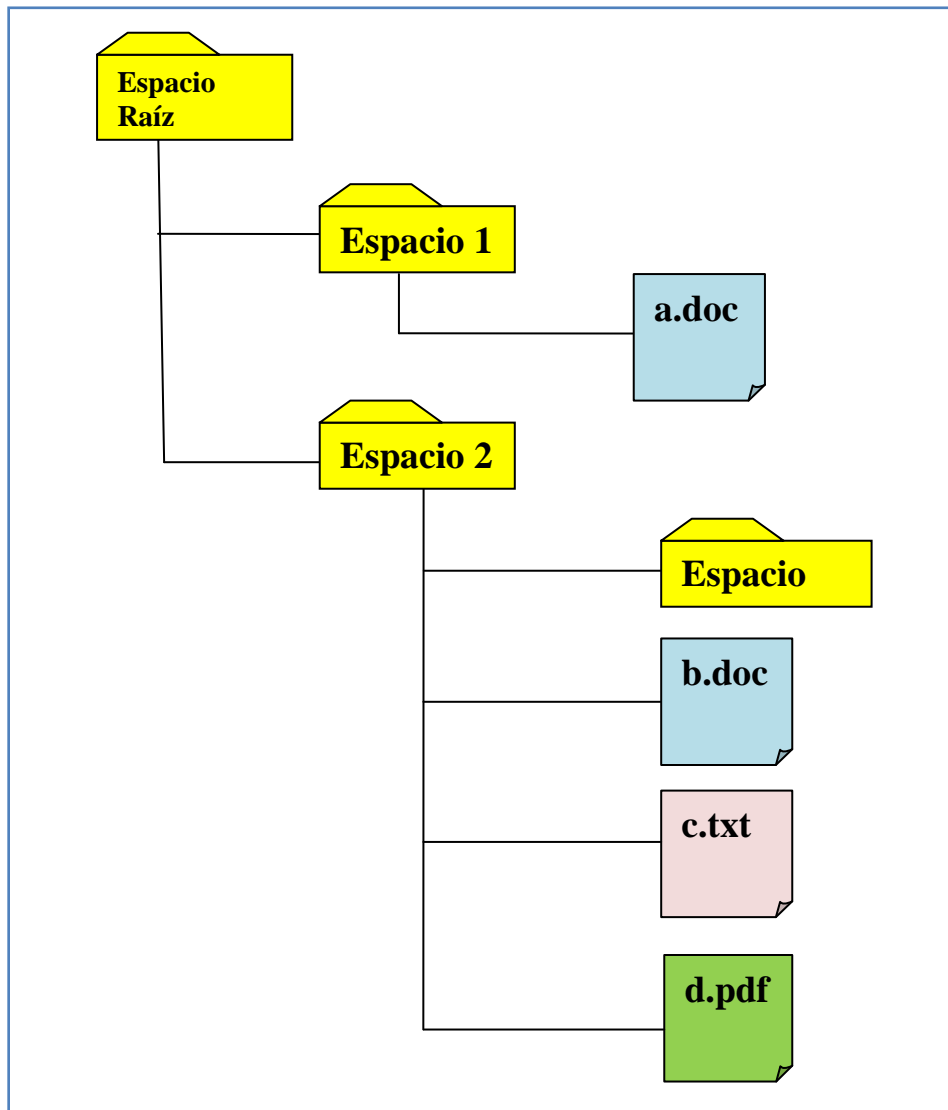 Espacio
Raíz
Espacio 1
a.doc
Espacio 2
Espacio
b.doc
c.txt
d.pdf